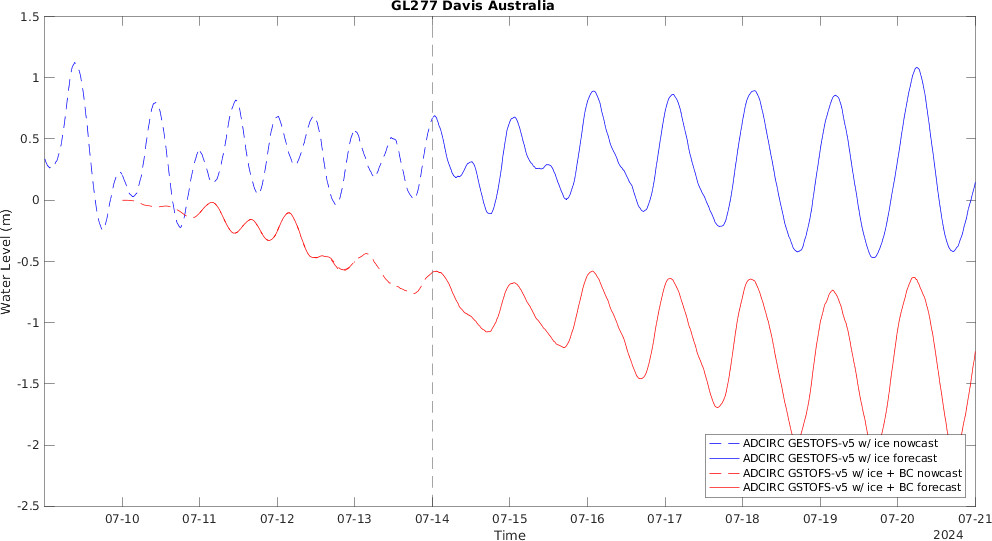 GL277 Davis Australia
Water Level (m)
1.5
1
0.5
0
-0.5
-1
-1.5
-2
-2.5
ADCIRC GESTOFS-v5 w/ ice nowcast
ADCIRC GESTOFS-v5 w/ ice forecast
ADCIRC GSTOFS-v5 w/ ice + BC nowcast
ADCIRC GSTOFS-v5 w/ ice + BC forecast
07-10 07-11 07-12 07-13 07-14 07-15 07-16 07-17 07-18 07-19 07-20 07-21
Time
2024